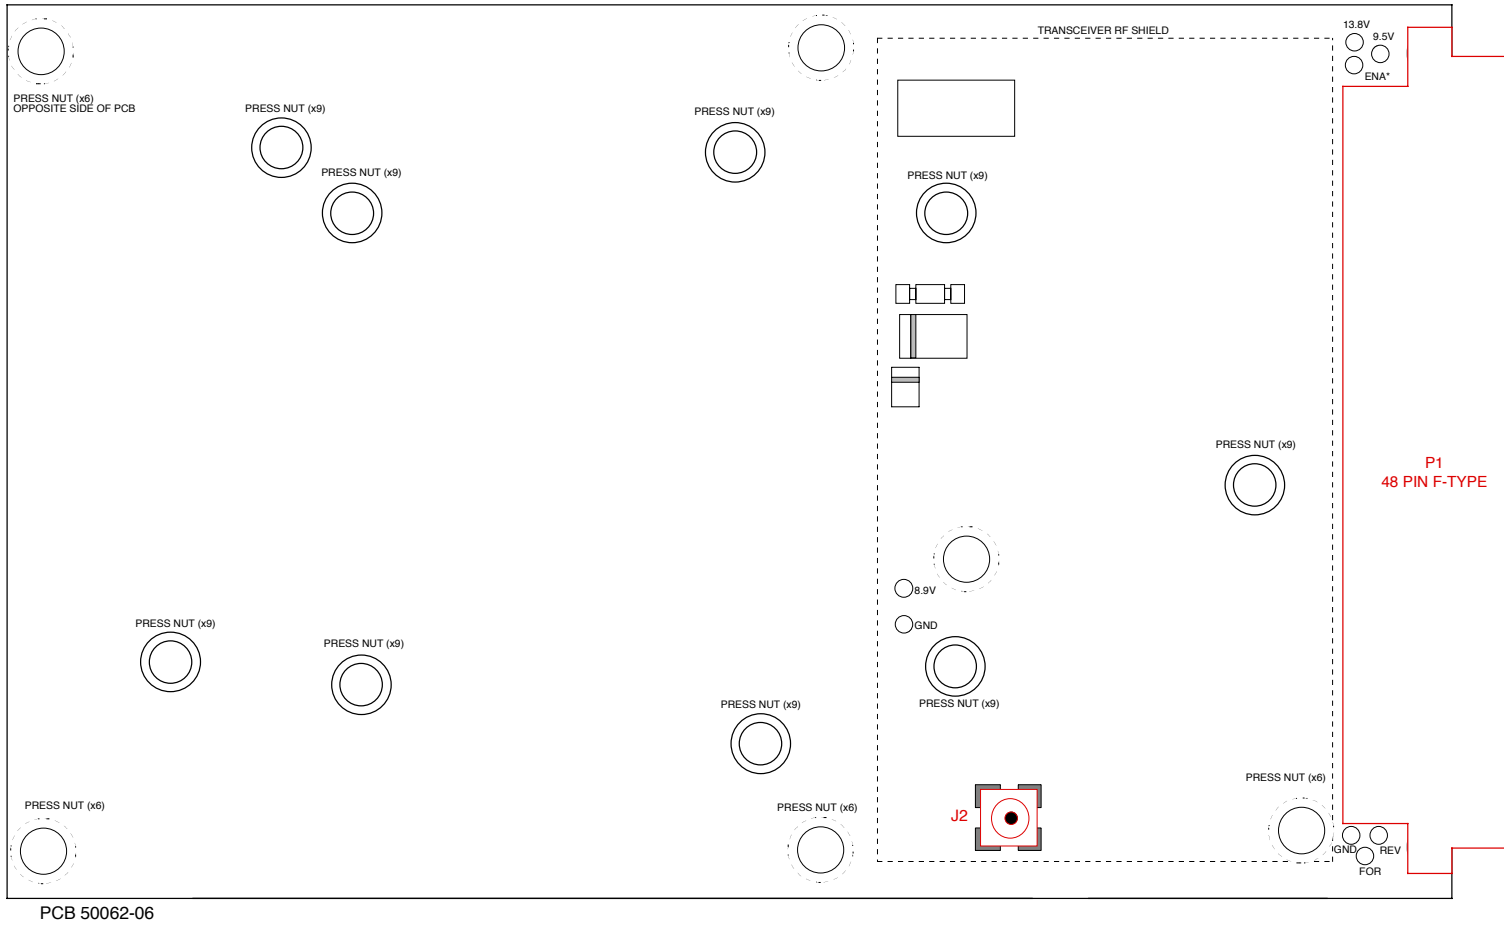 TRANSCEIVER RF SHIELD
13.8V
9.5V
ENA*
PRESS NUT (x6)
OPPOSITE SIDE OF PCB
PRESS NUT (x9)
PRESS NUT (x9)
PRESS NUT (x9)
PRESS NUT (x9)
PRESS NUT (x9)
P1
48 PIN F-TYPE
8.9V
GND
PRESS NUT (x9)
PRESS NUT (x9)
PRESS NUT (x9)
PRESS NUT (x9)
PRESS NUT (x6)
PRESS NUT (x6)
PRESS NUT (x6)
J2
GND
REV
FOR
PCB 50062-06